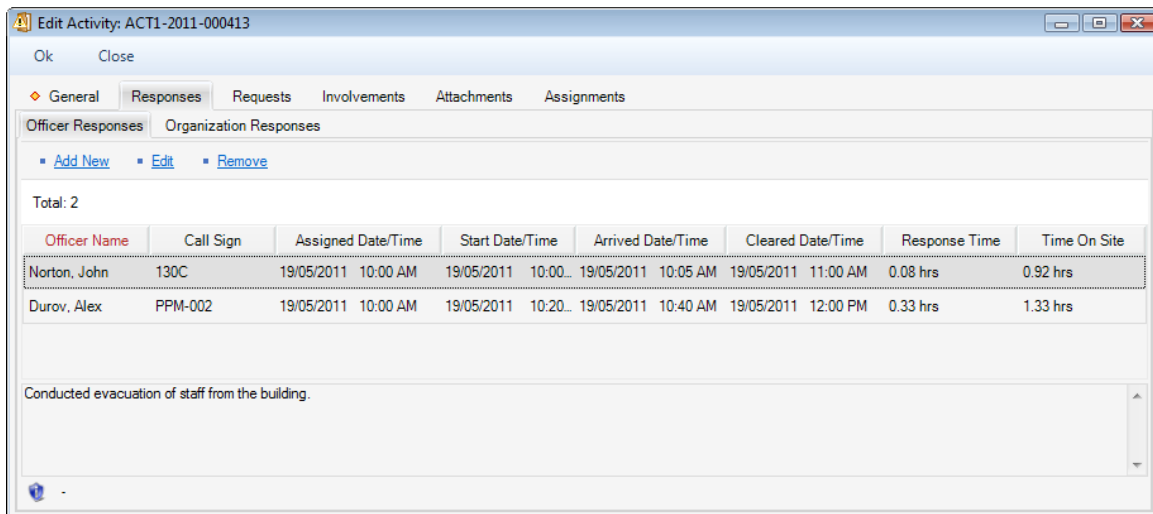 Edit Activity: ACT1-2011-000413
Ok Close
General Responses Requests Involvements Attachments Assignments
Officer Responses Organization Responses
Add New Edit Remove
Total: 2
Officer Name Call Sign Assigned Date/Time Start Date/Time Arrived Date/Time Cleared Date/Time Response Time Time On Site
Norton, John 130C 19/05/2011 10:00 AM 19/05/2011 10:00... 19/05/2011 10:05 AM 19/05/2011 11:00 AM 0.08 hrs 0.92 hrs
Durov, Alex PPM-002 19/05/2011 10:00 AM 19/05/2011 10:20... 19/05/2011 10:40 AM 19/05/2011 12:00 PM 0.33 hrs 1.33 hrs
Conducted evacuation of staff from the building.
-